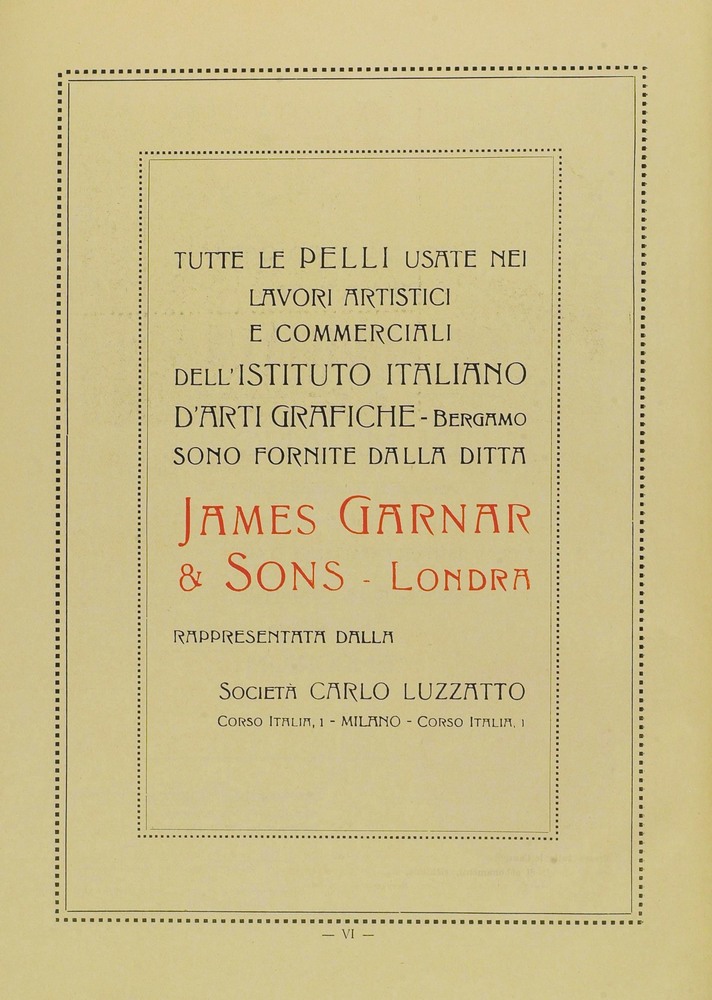 TUTTE LE PELLI USATE NEI
LAVORI ARTISTICI
E COMMERCIALI
DELL'ISTITUTO ITALIANO
D'ARTI GRAFICHE - BERGAMO
SONO FORNITE DALLA DITTA
JAMES GARNAR
& SONS - LONDRA
RAPPRESENTATA DALLA
SOCIETÀ CARLO LUZZATTO
CORSO ITALIA, 1 - MILANO - CORSO ITALIA, 1
— VI —